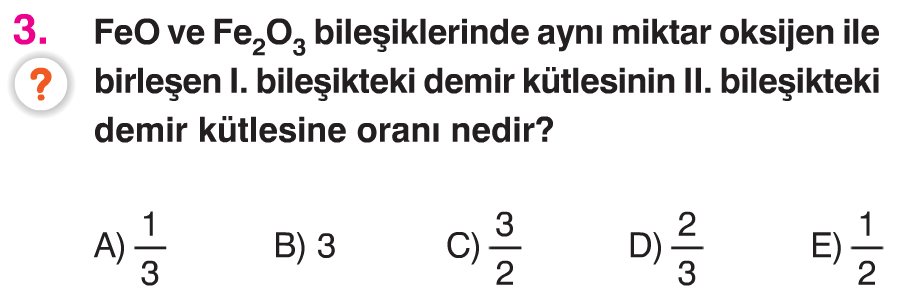 3. FeO ve Fe₂O₃ bileşiklerinde aynı miktar oksijen ile
? birleşen I. bileşikteki demir kütlesinin II. bileşikteki
demir kütlesine oranı nedir?
A) 1/3 B) 3 C) 3/2 D) 2/3 E) 1/2